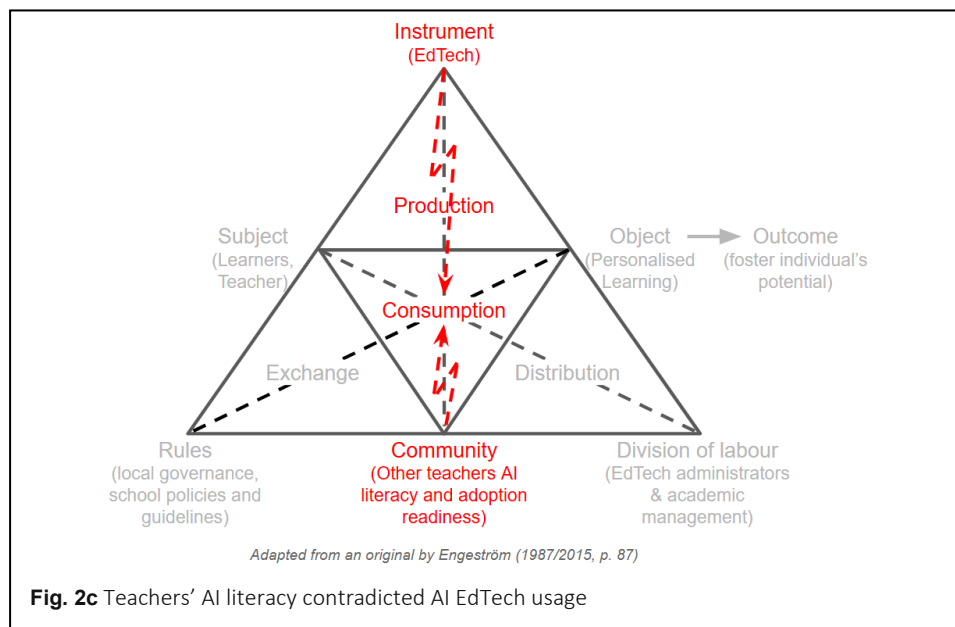 Instrument
(EdTech)
Production
Subject
(Learners,
Teacher)
Object
(Personalised
Learning)
Outcome
(foster individual's
potential)
Consumption
Exchange
Distribution
Rules
(local governance,
school policies and
guidelines)
Community
(Other teachers AI
literacy and adoption
readiness)
Division of labour
(EdTech administrators
& academic
management)
Adapted from an original by Engeström (1987/2015, p. 87)
Fig. 2c Teachers' AI literacy contradicted AI EdTech usage